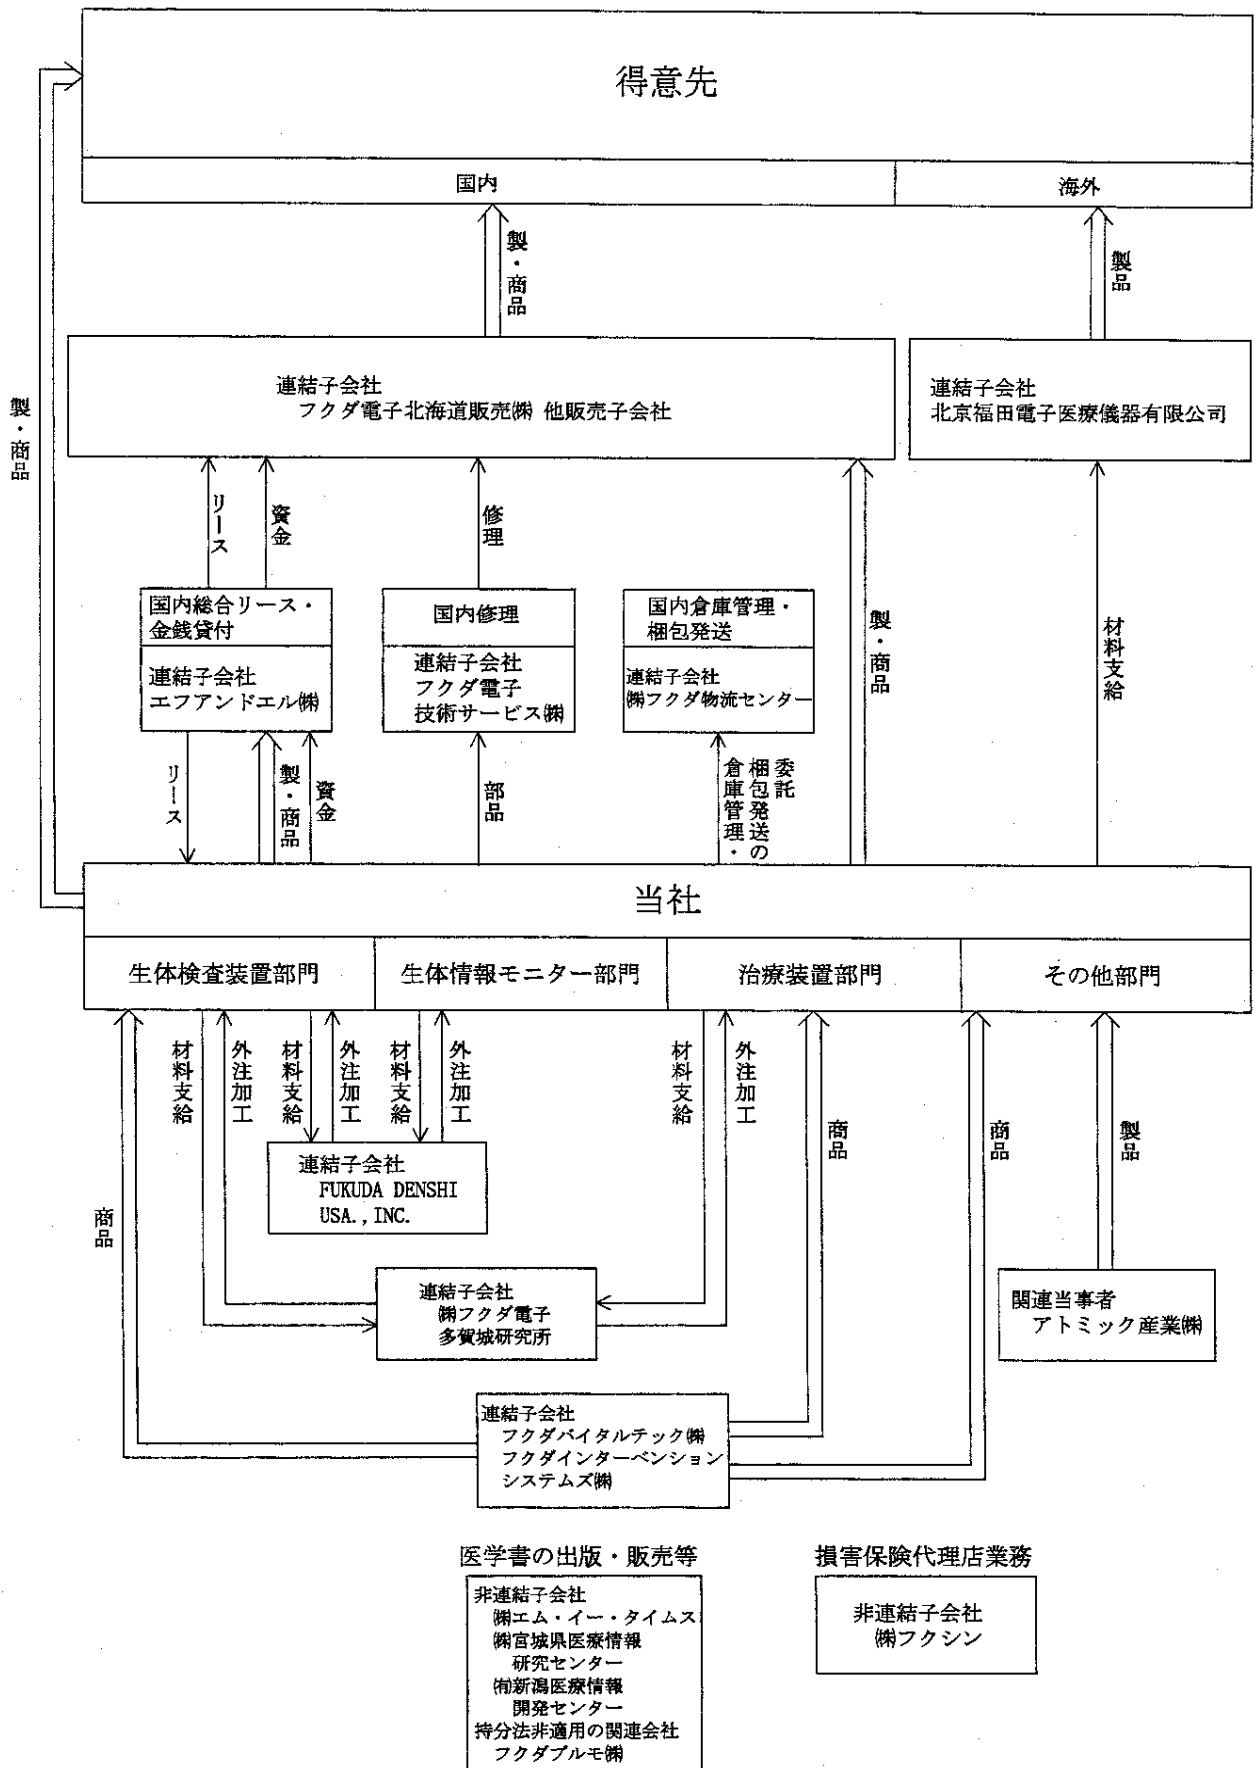 得意先
国内
海外
製・商品
製品
製・商品
連結子会社
フクダ電子北海道販売㈱ 他販売子会社
連結子会社
北京福田電子医療儀器有限公司
リース
資金
修理
製・商品
材料支給
国内総合リース・
金銭貸付
連結子会社
エフアンドエル㈱
国内修理
連結子会社
フクダ電子
技術サービス㈱
国内倉庫管理・
梱包発送
連結子会社
㈱フクダ物流センター
リース
製・商品
資金
部品
倉庫管理・
梱包発送の
委託
当社
生体検査装置部門
生体情報モニター部門
治療装置部門
その他部門
材料支給
外注加工
材料支給
外注加工
材料支給
外注加工
材料支給
外注加工
商品
商品
製品
商品
連結子会社
FUKUDA DENSHI
USA.,INC.
連結子会社
㈱フクダ電子
多賀城研究所
関連当事者
アトミック産業㈱
連結子会社
フクダバイタルテック㈱
フクダインターベンション
システムズ㈱
医学書の出版・販売等
非連結子会社
㈱エム・イー・タイムス
㈱宮城県医療情報
研究センター
㈲新潟医療情報
開発センター
持分法非適用の関連会社
フクダプルモ㈱
損害保険代理店業務
非連結子会社
㈱フクシン